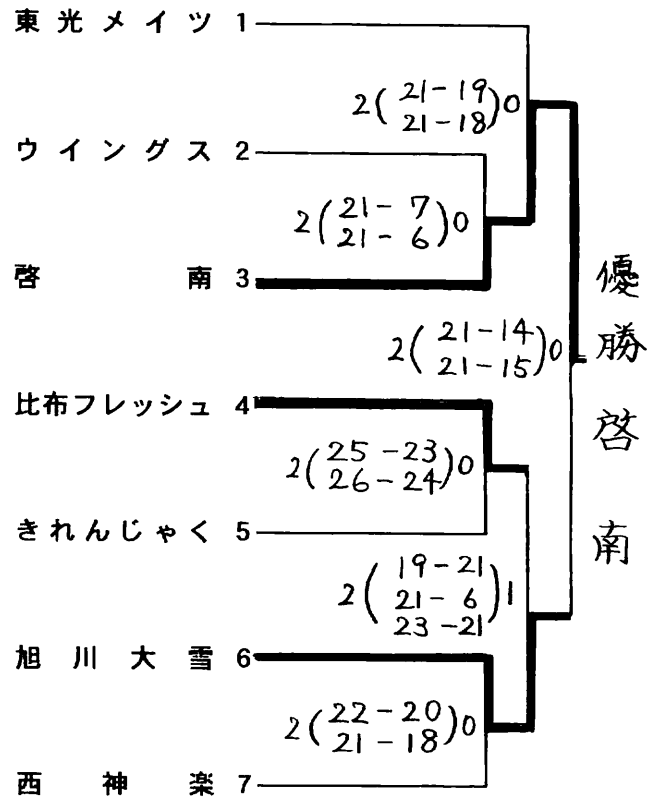 東光メイツ 1
2(21-19
21-18)0
ウイングス 2
2(21-7
21-6)0
啓南 3
優勝 啓南
2(21-14
21-15)0
比布フレッシュ 4
2(25-23
26-24)0
きれんじゃく 5
2(19-21
21-6
23-21)1
旭川大雪 6
2(22-20
21-18)0
西神楽 7